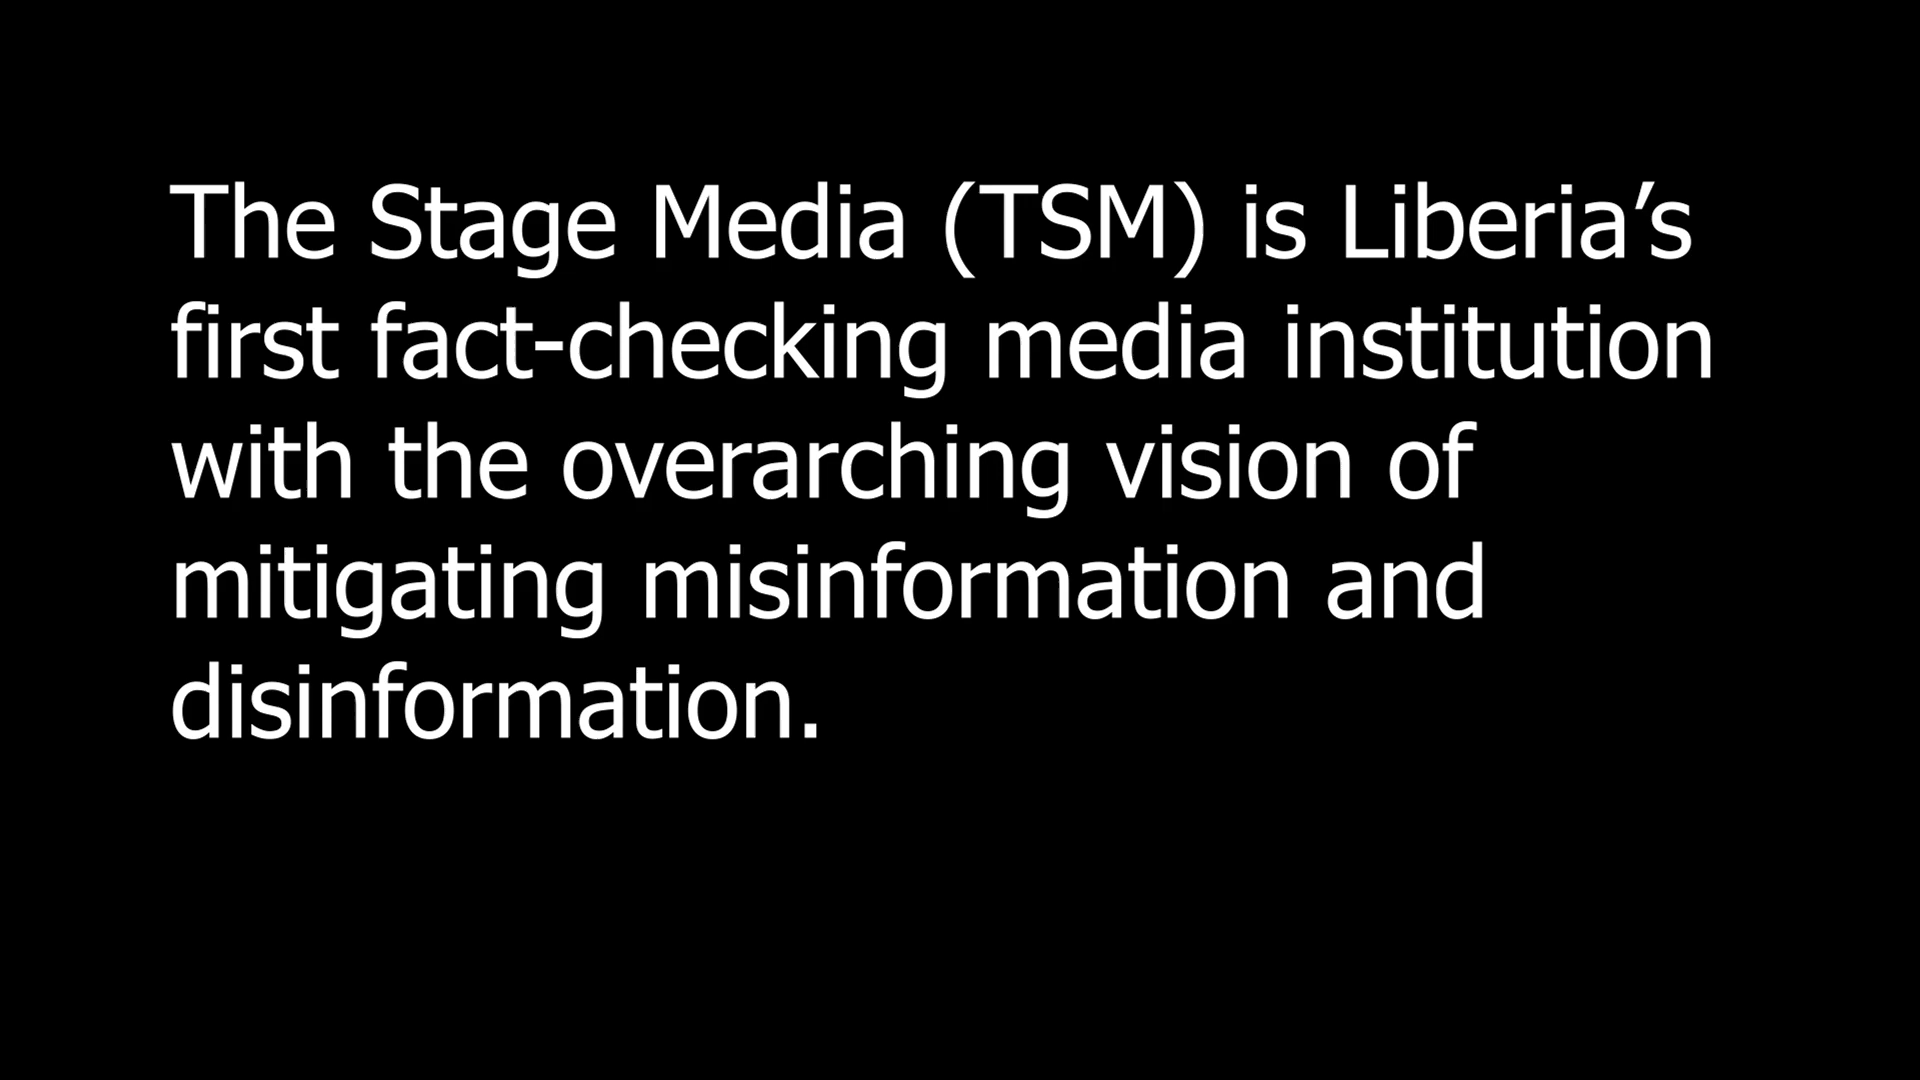 The Stage Media (TSM) is Liberia’s
first fact-checking media institution
with the overarching vision of
mitigating misinformation and
disinformation.